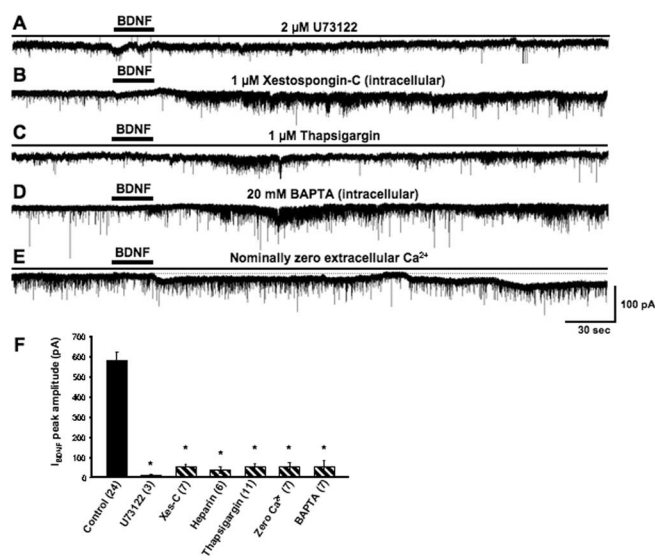 A
BDNF
2 μM U73122
B
BDNF
1 μM Xestospongin-C (intracellular)
C
BDNF
1 μM Thapsigargin
D
BDNF
20 mM BAPTA (intracellular)
E
BDNF
Nominally zero extracellular Ca²⁺
100 pA
30 sec
F
I_BDNF peak amplitude (pA)
700
600
500
400
300
200
100
0
* * * * * *
Control (24)
U73122 (3)
Xes-C (7)
Heparin (6)
Thapsigargin (11)
Zero Ca²⁺ (7)
BAPTA (7)